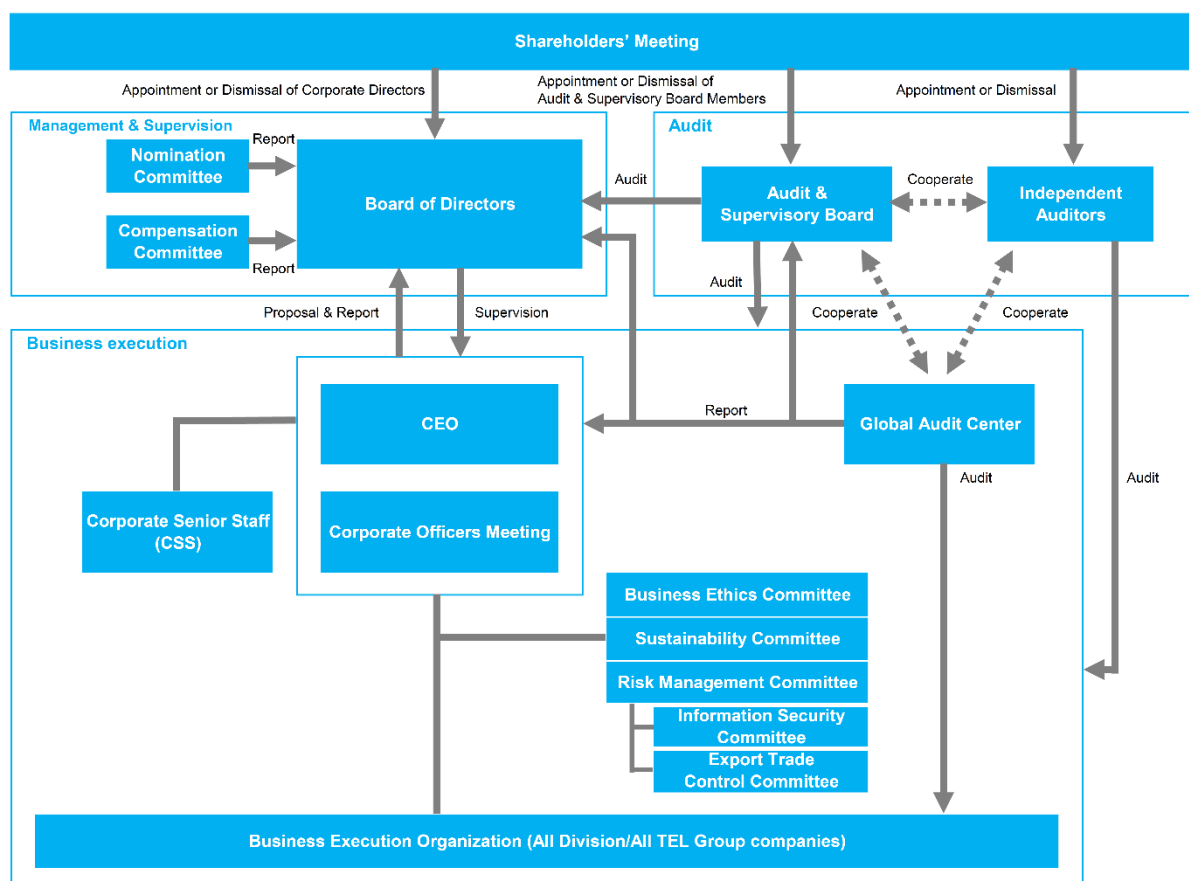 Shareholders’ Meeting
Appointment or Dismissal of Corporate Directors
Appointment or Dismissal of
Audit & Supervisory Board Members
Appointment or Dismissal
Management & Supervision
Audit
Report
Nomination
Committee
Board of Directors
Compensation
Committee
Report
Audit
Audit &
Supervisory Board
Cooperate
Independent
Auditors
Audit
Proposal & Report
Supervision
Cooperate
Cooperate
Business execution
CEO
Report
Global Audit Center
Audit
Audit
Corporate Senior Staff
(CSS)
Corporate Officers Meeting
Business Ethics Committee
Sustainability Committee
Risk Management Committee
Information Security
Committee
Export Trade
Control Committee
Business Execution Organization (All Division/All TEL Group companies)